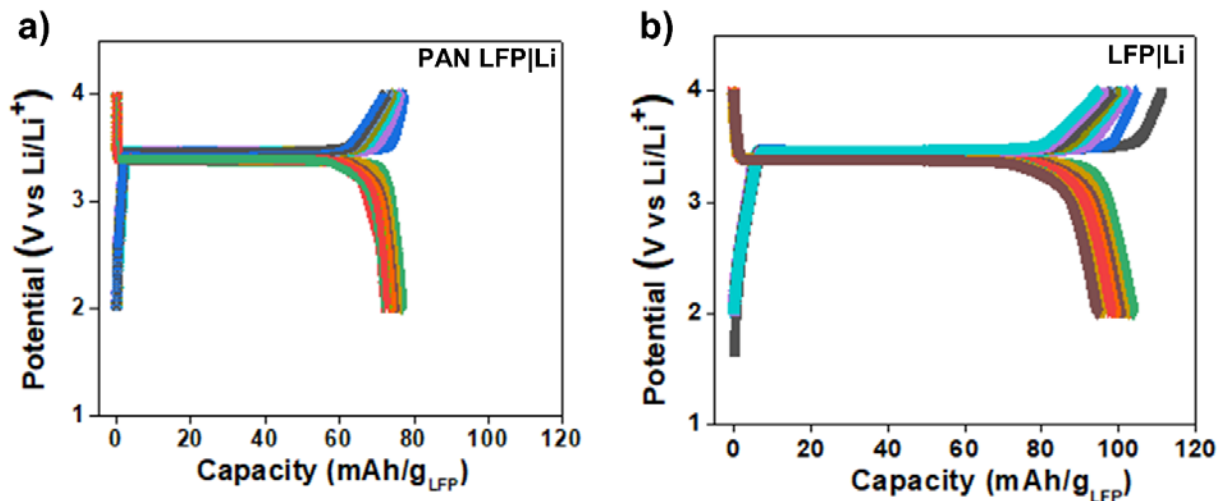 a)
PAN LFP|Li
4
3
2
1
0 20 40 60 80 100 120
Potential (V vs Li/Li⁺)
Capacity (mAh/g_LFP)
b)
LFP|Li
4
3
2
1
0 20 40 60 80 100 120
Potential (V vs Li/Li⁺)
Capacity (mAh/g_LFP)